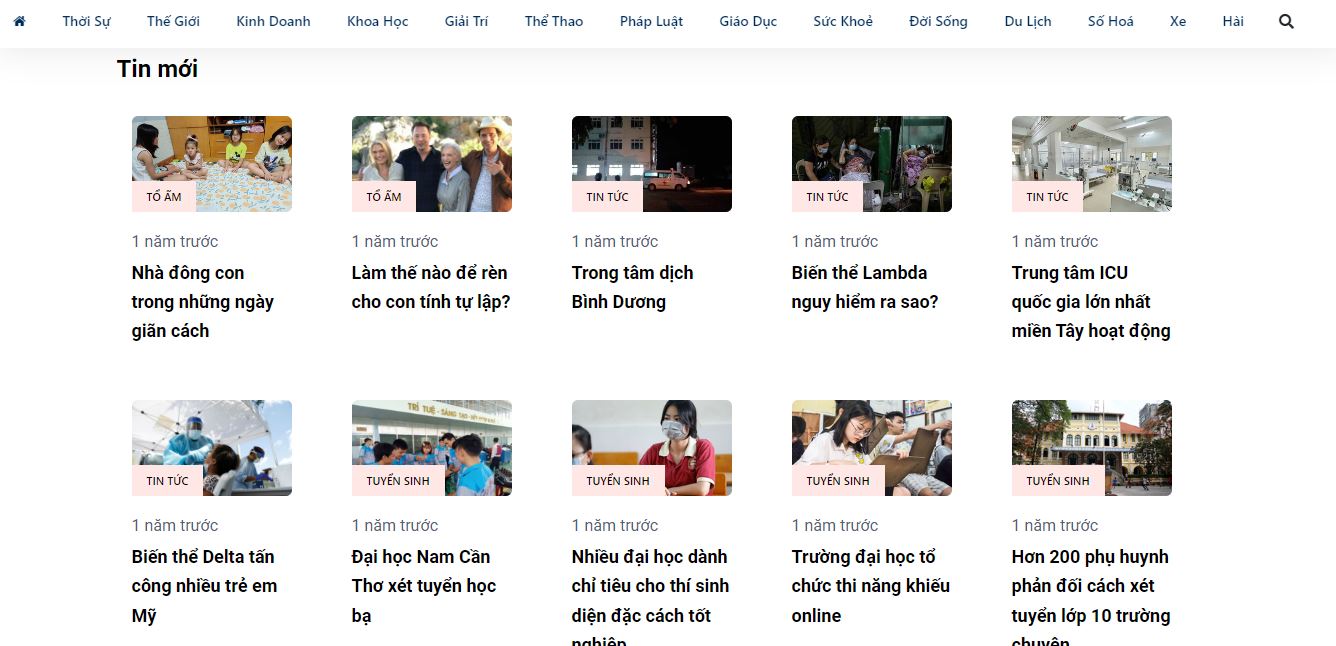 Thời Sự Thế Giới Kinh Doanh Khoa Học Giải Trí Thể Thao Pháp Luật Giáo Dục Sức Khoẻ Đời Sống Du Lịch Số Hoá Xe Hài
Tin mới
TỔ ẤM
1 năm trước
Nhà đông con
trong những ngày
giãn cách
TỔ ẤM
1 năm trước
Làm thế nào để rèn
cho con tính tự lập?
TIN TỨC
1 năm trước
Trong tâm dịch
Bình Dương
TIN TỨC
1 năm trước
Biến thể Lambda
nguy hiểm ra sao?
TIN TỨC
1 năm trước
Trung tâm ICU
quốc gia lớn nhất
miền Tây hoạt động
TIN TỨC
1 năm trước
Biến thể Delta tấn
công nhiều trẻ em
Mỹ
TRÍ TUỆ - SÁNG TẠO -
TUYỂN SINH
1 năm trước
Đại học Nam Cần
Thơ xét tuyển học
bạ
TUYỂN SINH
1 năm trước
Nhiều đại học dành
chỉ tiêu cho thí sinh
diện đặc cách tốt
nghiệp
TUYỂN SINH
1 năm trước
Trường đại học tổ
chức thi năng khiếu
online
TUYỂN SINH
1 năm trước
Hơn 200 phụ huynh
phản đối cách xét
tuyển lớp 10 trường
chuyên